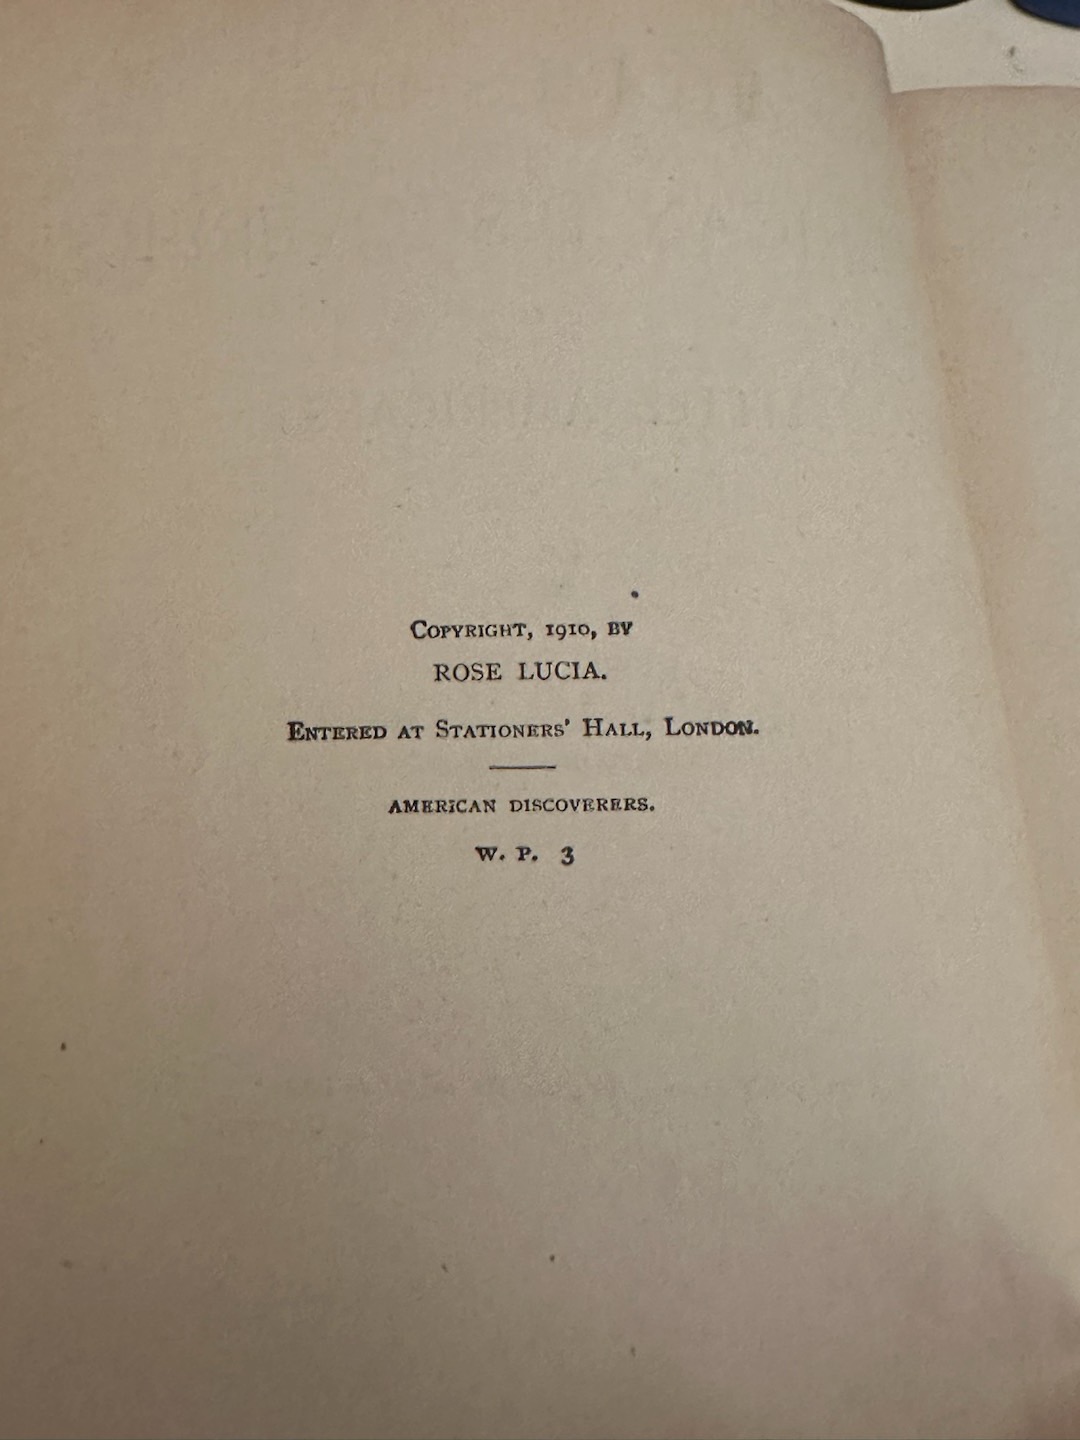 COPYRIGHT, 1910, BY
ROSE LUCIA.
ENTERED AT STATIONERS' HALL, LONDON.
AMERICAN DISCOVERERS.
W. P. 3